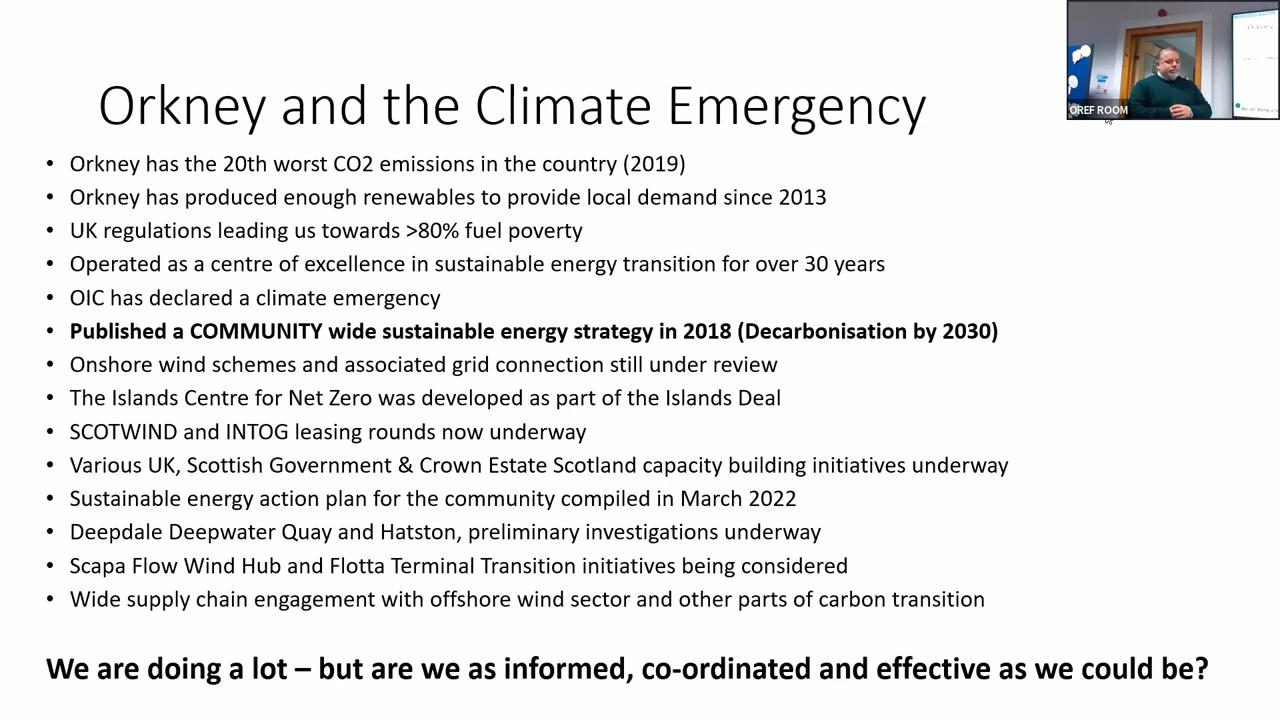 Orkney and the Climate Emergency
OREF ROOM
• Orkney has the 20th worst CO2 emissions in the country (2019)
• Orkney has produced enough renewables to provide local demand since 2013
• UK regulations leading us towards >80% fuel poverty
• Operated as a centre of excellence in sustainable energy transition for over 30 years
• OIC has declared a climate emergency
• Published a COMMUNITY wide sustainable energy strategy in 2018 (Decarbonisation by 2030)
• Onshore wind schemes and associated grid connection still under review
• The Islands Centre for Net Zero was developed as part of the Islands Deal
• SCOTWIND and INTOG leasing rounds now underway
• Various UK, Scottish Government & Crown Estate Scotland capacity building initiatives underway
• Sustainable energy action plan for the community compiled in March 2022
• Deepdale Deepwater Quay and Hatston, preliminary investigations underway
• Scapa Flow Wind Hub and Flotta Terminal Transition initiatives being considered
• Wide supply chain engagement with offshore wind sector and other parts of carbon transition
We are doing a lot – but are we as informed, co-ordinated and effective as we could be?